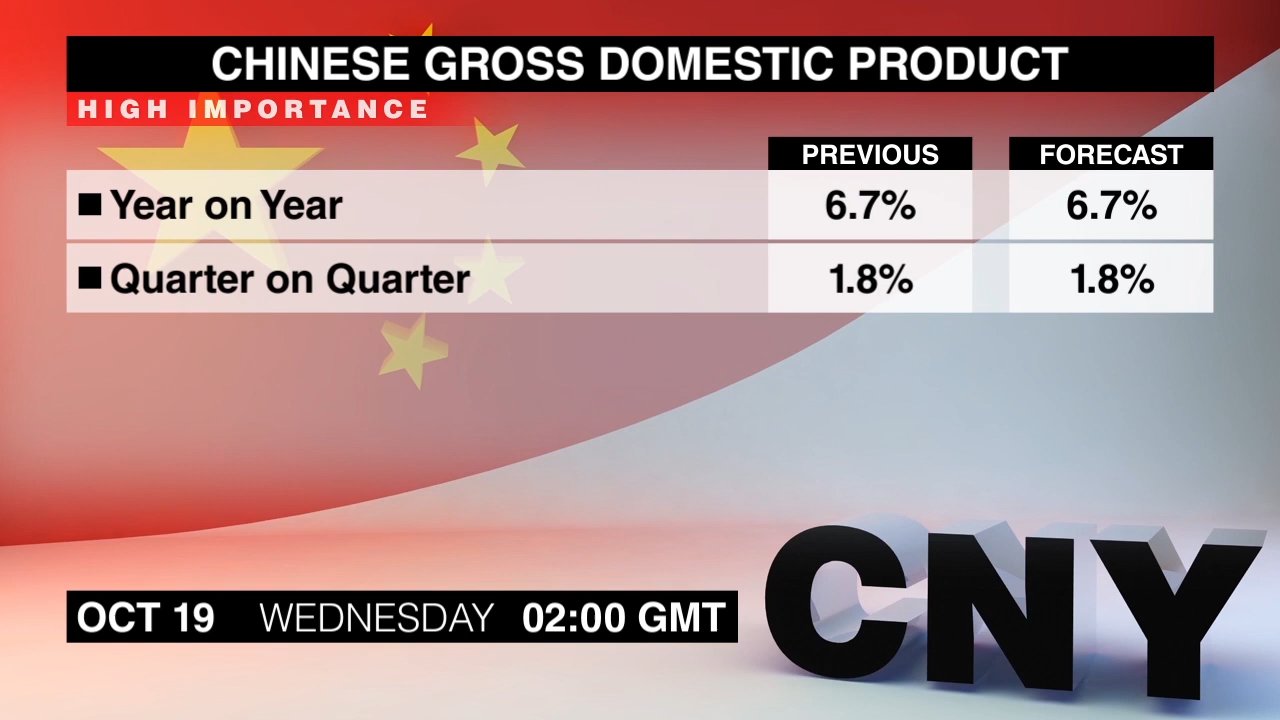 CHINESE GROSS DOMESTIC PRODUCT
HIGH IMPORTANCE
PREVIOUS FORECAST
Year on Year 6.7% 6.7%
Quarter on Quarter 1.8% 1.8%
OCT 19 WEDNESDAY 02:00 GMT
CNY